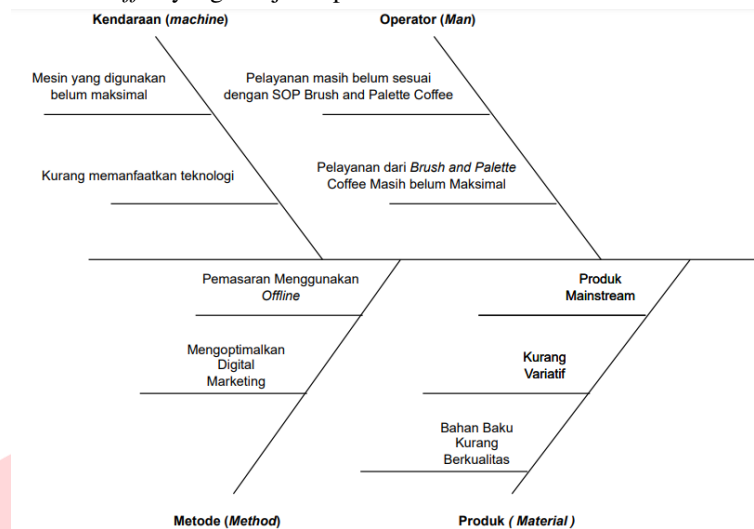 Kendaraan (machine)
Operator (Man)
Mesin yang digunakan
belum maksimal
Pelayanan masih belum sesuai
dengan SOP Brush and Palette Coffee
Kurang memanfaatkan teknologi
Pelayanan dari Brush and Palette
Coffee Masih belum Maksimal
Pemasaran Menggunakan
Offline
Produk
Mainstream
Mengoptimalkan
Digital
Marketing
Kurang
Variatif
Bahan Baku
Kurang
Berkualitas
Metode (Method)
Produk ( Material )